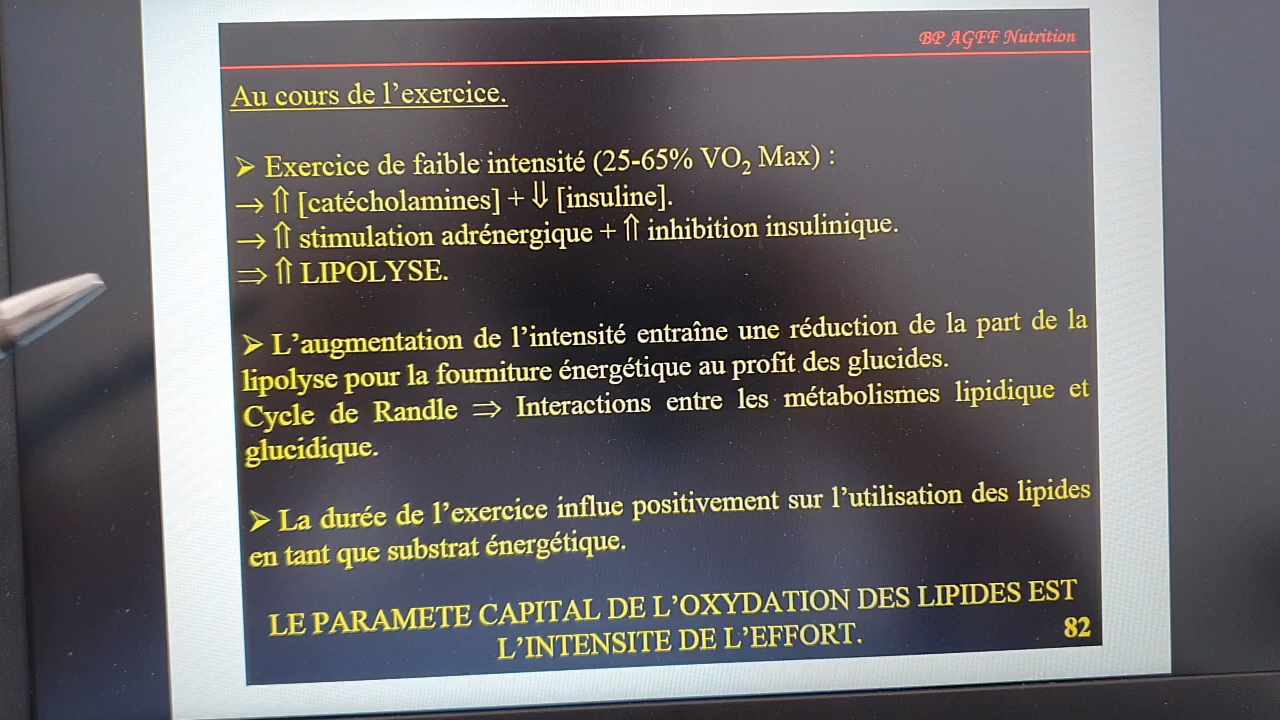 BP AGFF Nutrition
Au cours de l'exercice.
➢ Exercice de faible intensité (25-65% VO₂ Max) :
→ ⇑ [catécholamines] + ⇓ [insuline].
→ ⇑ stimulation adrénergique + ⇑ inhibition insulinique.
⇒ ⇑ LIPOLYSE.
➢ L'augmentation de l'intensité entraîne une réduction de la part de la
lipolyse pour la fourniture énergétique au profit des glucides.
Cycle de Randle ⇒ Interactions entre les métabolismes lipidique et
glucidique.
➢ La durée de l'exercice influe positivement sur l'utilisation des lipides
en tant que substrat énergétique.
LE PARAMETE CAPITAL DE L'OXYDATION DES LIPIDES EST
L'INTENSITE DE L'EFFORT.
82